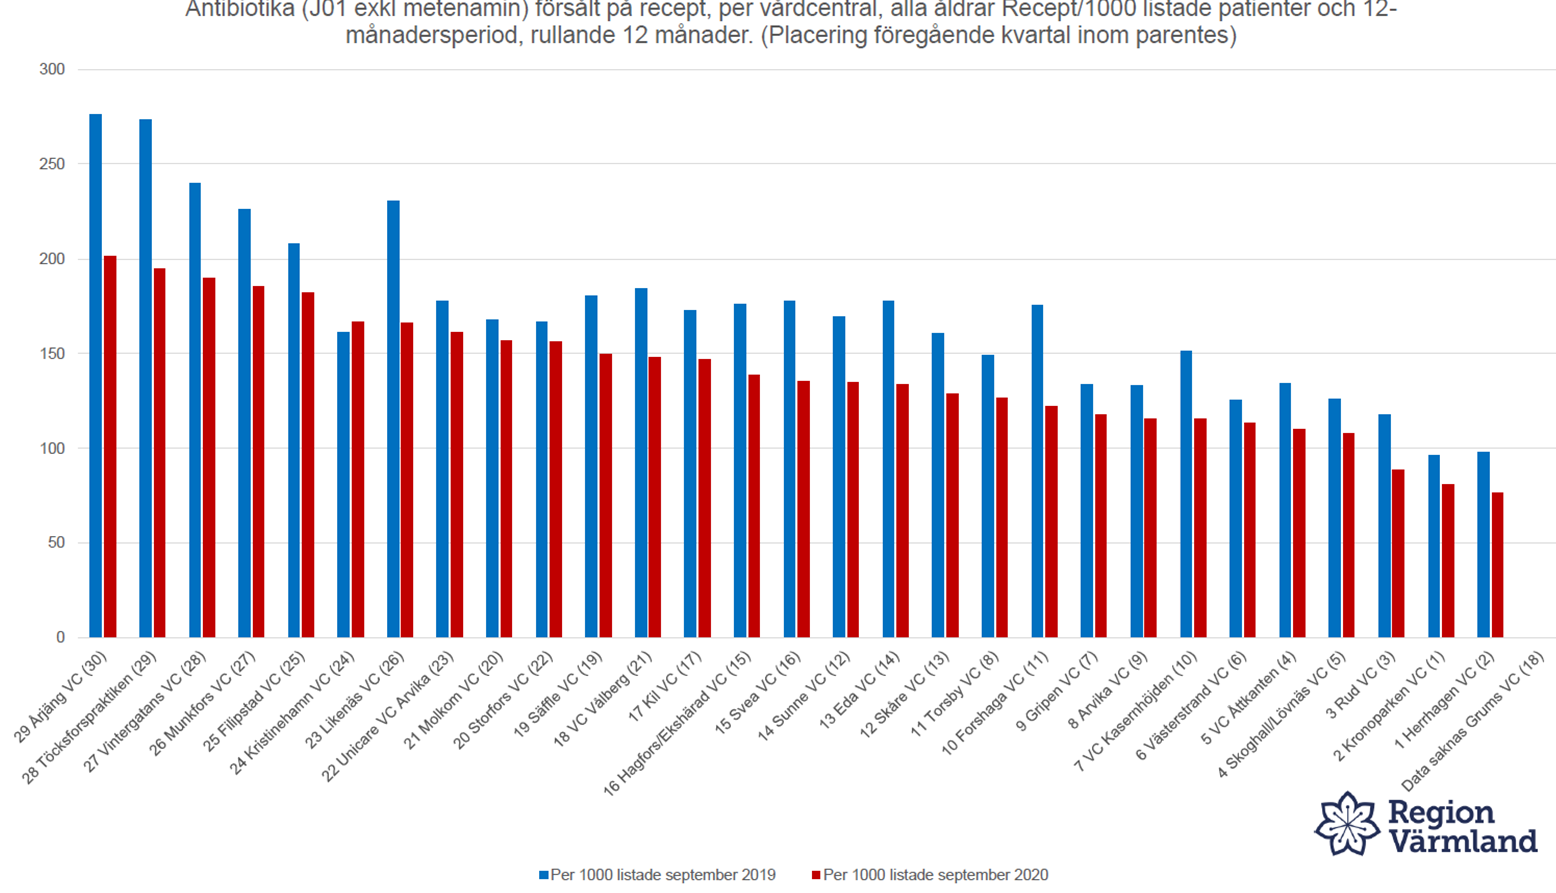 Antibiotika (J01 exkl metenamin) försålt på recept, per vårdcentral, alla åldrar Recept/1000 listade patienter och 12-
månadersperiod, rullande 12 månader. (Placering föregående kvartal inom parentes)
300
250
200
150
100
50
0
29 Årjäng VC (30)
28 Töcksforspraktiken (29)
27 Vintergatans VC (28)
26 Munkfors VC (27)
25 Filipstad VC (25)
24 Kristinehamn VC (24)
23 Likenäs VC (26)
22 Unicare VC Arvika (23)
21 Molkom VC (20)
20 Storfors VC (22)
19 Säffle VC (19)
18 VC Vålberg (21)
17 Kil VC (17)
16 Hagfors/Ekshärad VC (15)
15 Svea VC (16)
14 Sunne VC (12)
13 Eda VC (14)
12 Skåre VC (13)
11 Torsby VC (8)
10 Forshaga VC (11)
9 Gripen VC (7)
8 Arvika VC (9)
7 VC Kasernhöjden (10)
6 Västerstrand VC (6)
5 VC Åttkanten (4)
4 Skoghall/Lövnäs VC (5)
3 Rud VC (3)
2 Kronoparken VC (1)
1 Herrhagen VC (2)
Data saknas Grums VC (18)
Region
Värmland
Per 1000 listade september 2019
Per 1000 listade september 2020